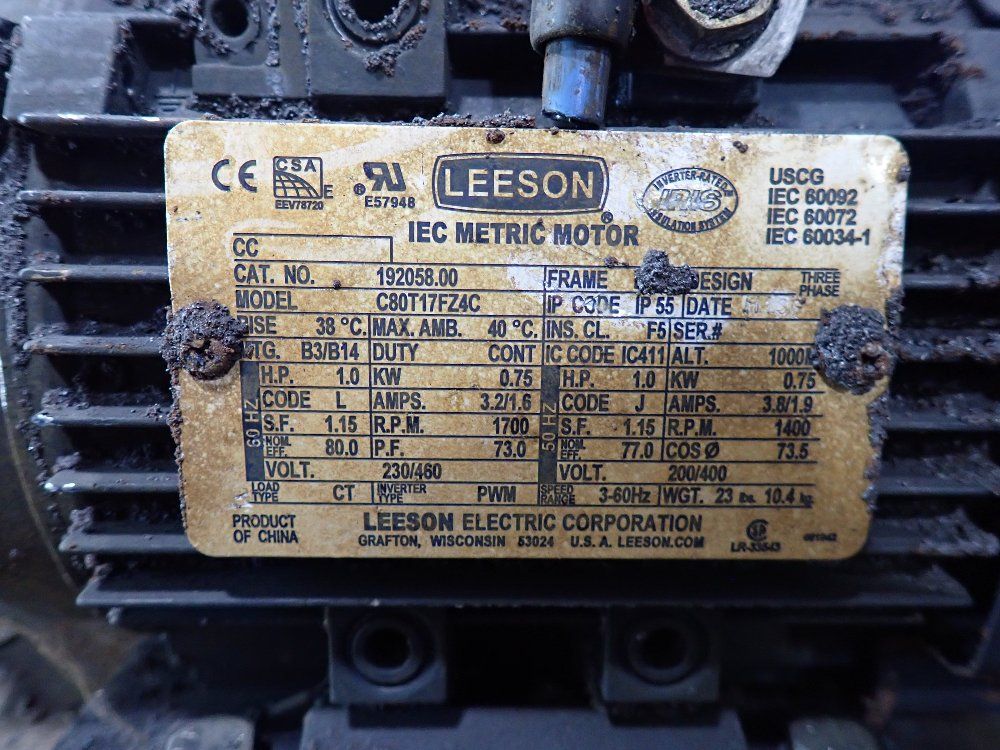 CE CSA E EEV78720 ® RU E57948 LEESON ® INVERTER-RATED IRIS INSULATION SYSTEM USCG
IEC 60092
IEC 60072
IEC METRIC MOTOR IEC 60034-1
CC
CAT. NO. 192058.00 FRAME DESIGN THREE PHASE
MODEL C80T17FZ4C IP CODE IP 55 DATE
RISE 38 °C. MAX. AMB. 40 °C. INS. CL. F5 SER.#
MTG. B3/B14 DUTY CONT IC CODE IC411 ALT. 1000M
60 HZ H.P. 1.0 KW 0.75 50 HZ H.P. 1.0 KW 0.75
CODE L AMPS. 3.2/1.6 CODE J AMPS. 3.8/1.9
S.F. 1.15 R.P.M. 1700 S.F. 1.15 R.P.M. 1400
NOM. EFF. 80.0 P.F. 73.0 NOM. EFF. 77.0 COS Ø 73.5
VOLT. 230/460 VOLT. 200/400
LOAD TYPE CT INVERTER TYPE PWM SPEED RANGE 3-60Hz WGT. 23 lbs. 10.4 kg
PRODUCT OF CHINA LEESON ELECTRIC CORPORATION
GRAFTON, WISCONSIN 53024 U.S.A. LEESON.COM